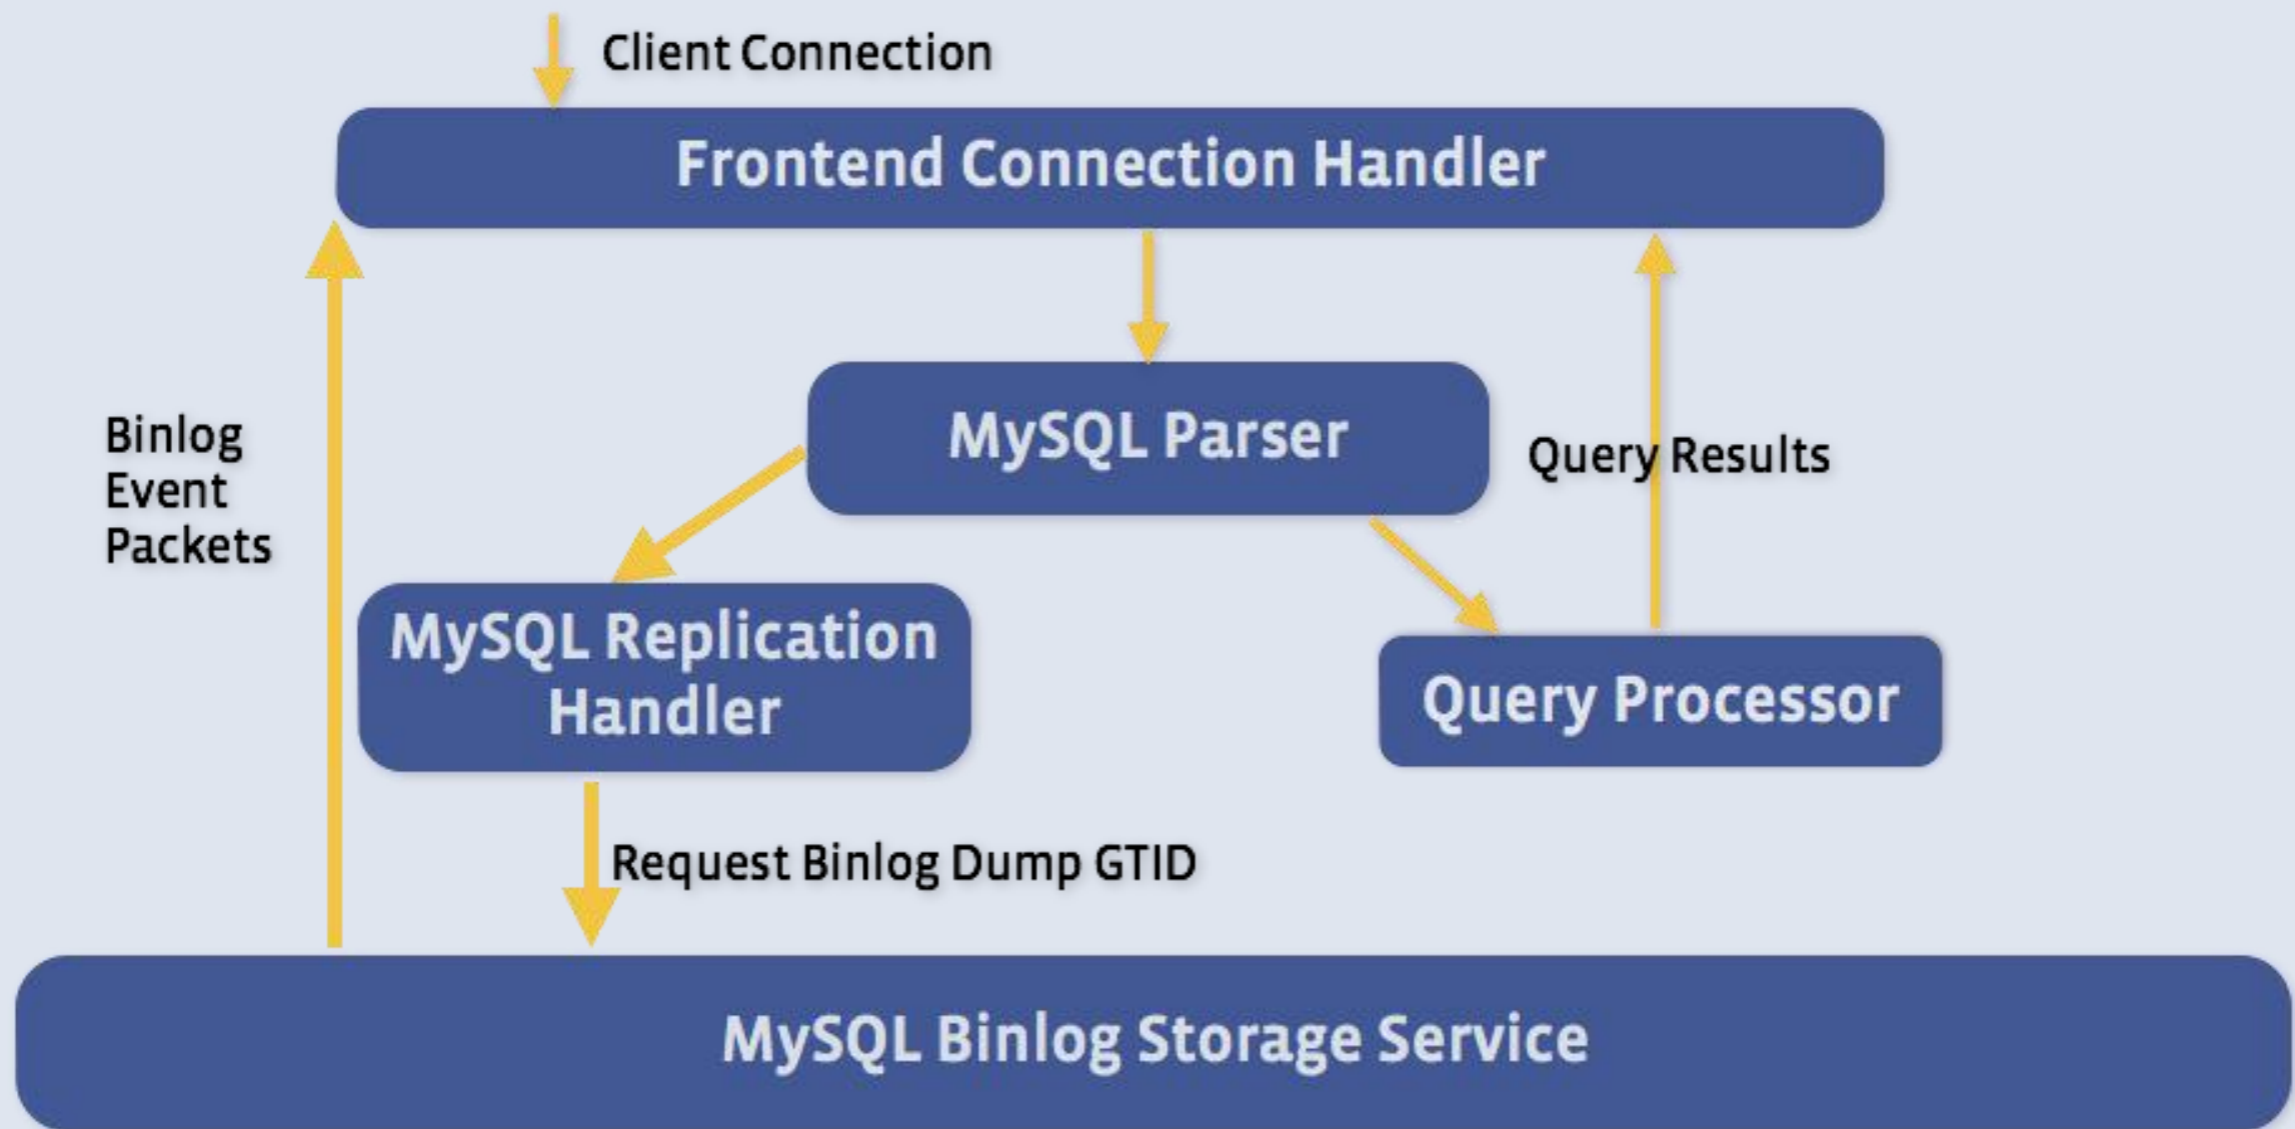 Client Connection
Frontend Connection Handler
MySQL Parser
Binlog
Event
Packets
Query Results
MySQL Replication
Handler
Query Processor
Request Binlog Dump GTID
MySQL Binlog Storage Service